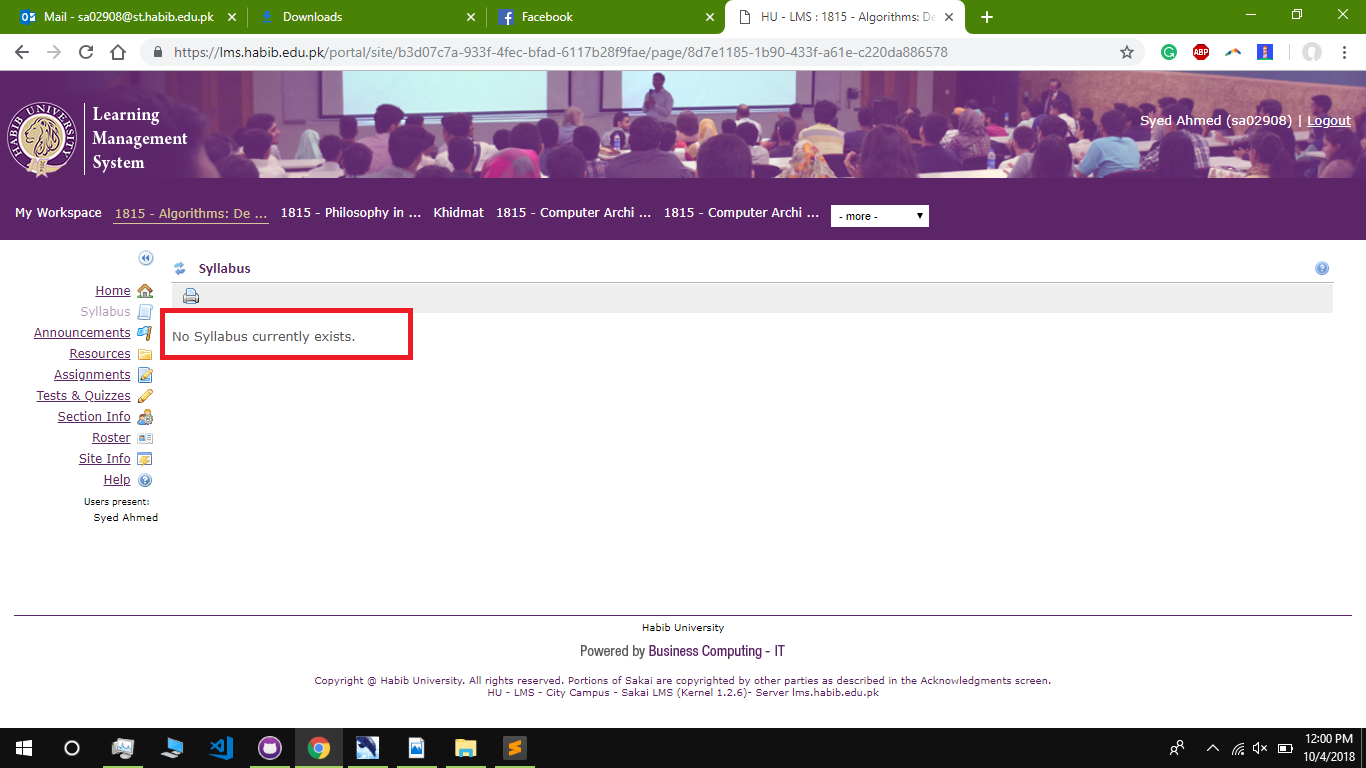 Mail - sa02908@st.habib.edu.pk
Downloads
Facebook
HU - LMS : 1815 - Algorithms: De
https://lms.habib.edu.pk/portal/site/b3d07c7a-933f-4fec-bfad-6117b28f9fae/page/8d7e1185-1b90-433f-a61e-c220da886578
ABP
HABIB UNIVERSITY
Learning
Management
System
Syed Ahmed (sa02908) | Logout
My Workspace 1815 - Algorithms: De ... 1815 - Philosophy in ... Khidmat 1815 - Computer Archi ... 1815 - Computer Archi ... - more -
Syllabus
Home
Syllabus
Announcements
Resources
Assignments
Tests & Quizzes
Section Info
Roster
Site Info
Help
Users present:
Syed Ahmed
No Syllabus currently exists.
Habib University
Powered by Business Computing - IT
Copyright @ Habib University. All rights reserved. Portions of Sakai are copyrighted by other parties as described in the Acknowledgments screen.
HU - LMS - City Campus - Sakai LMS (Kernel 1.2.6)- Server lms.habib.edu.pk
12:00 PM
10/4/2018